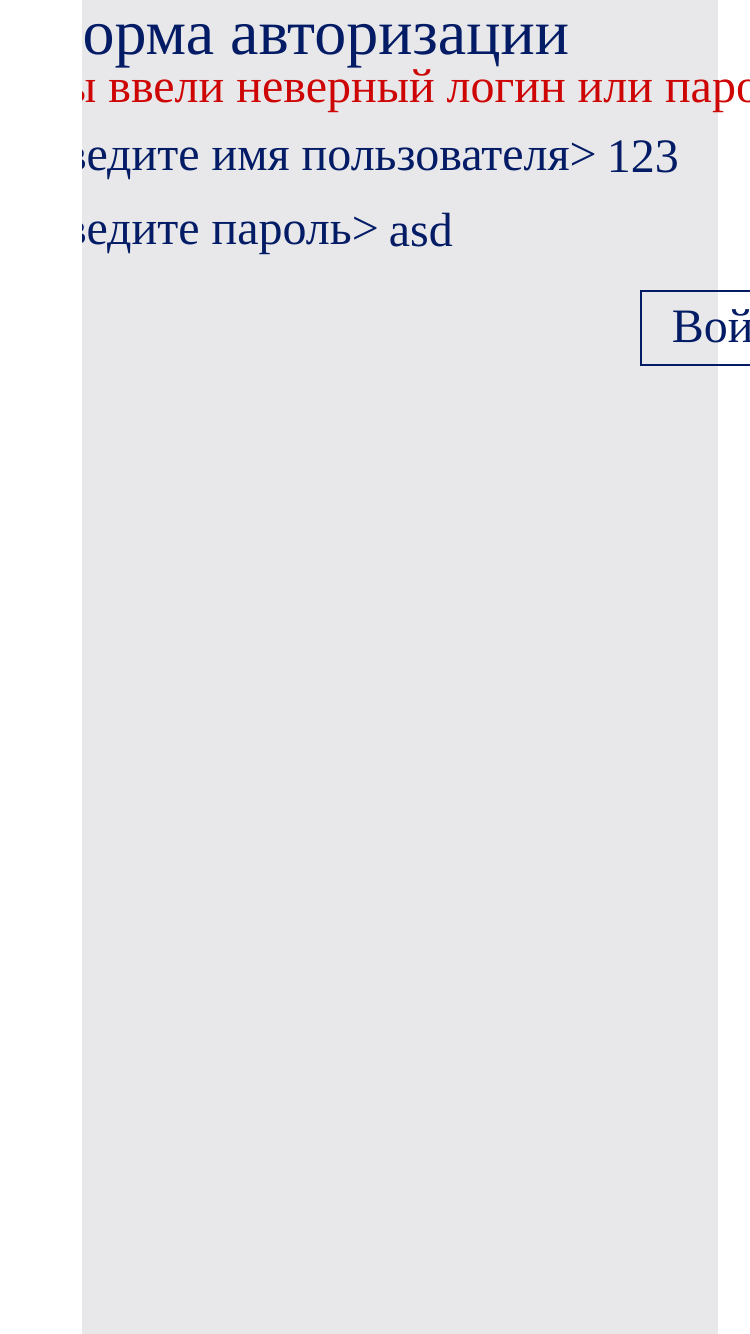 орма авторизации
ы ввели неверный логин или паро
ведите имя пользователя> 123
ведите пароль> asd
Вой